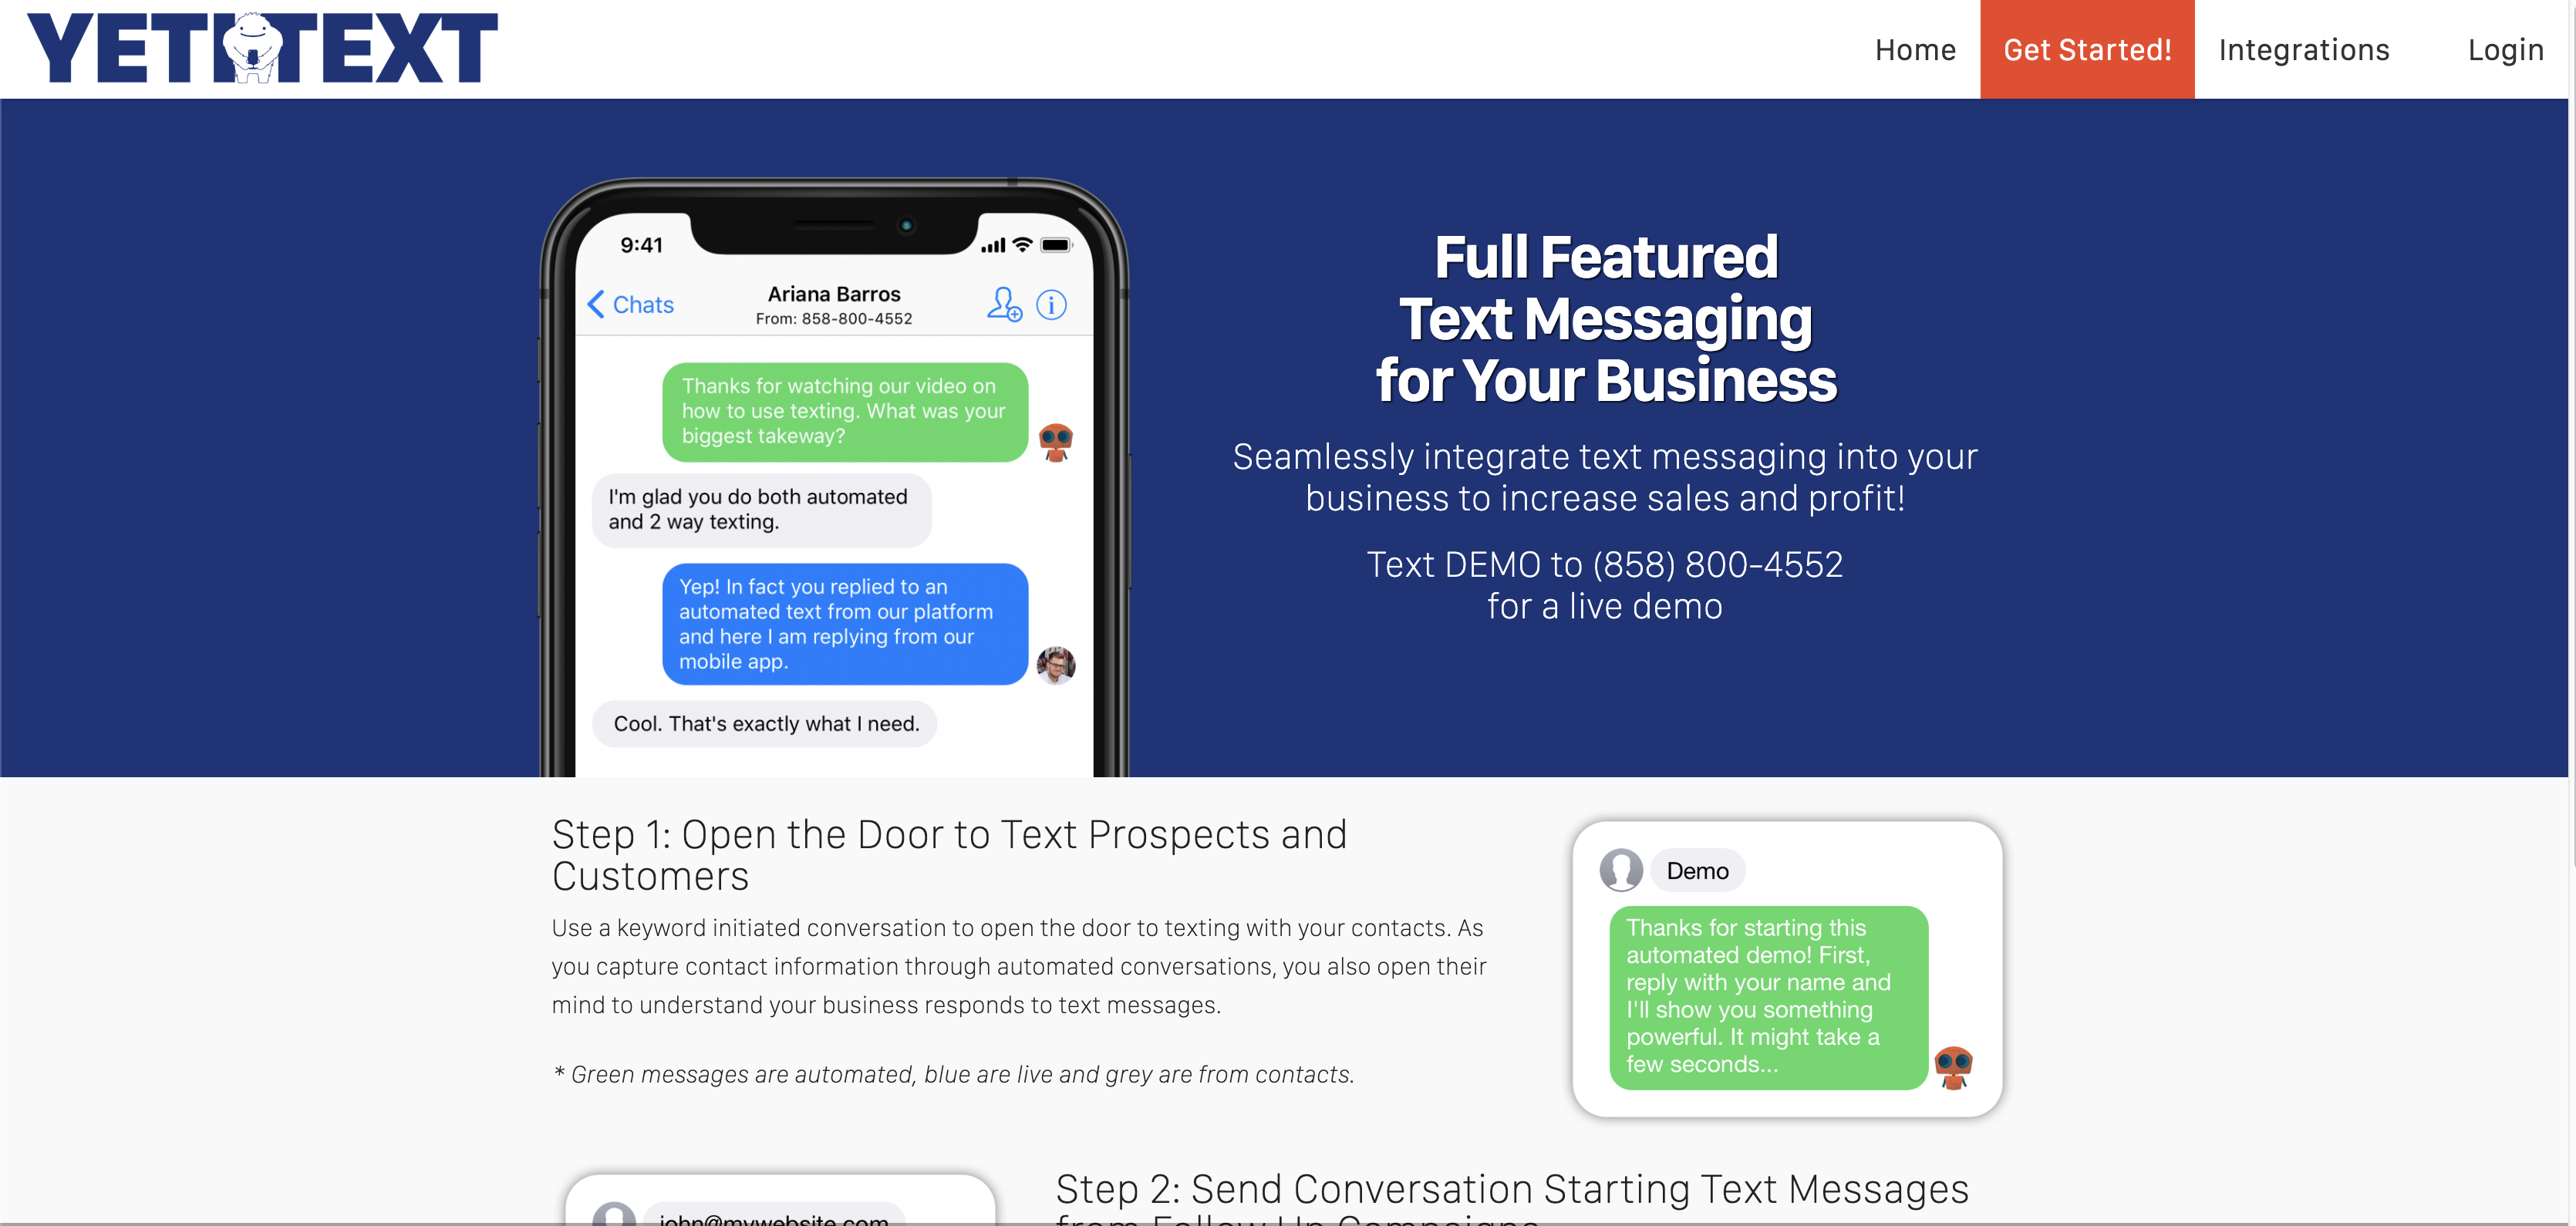 YETI TEXT
Home
Get Started!
Integrations
Login
9:41
Chats
Ariana Barros
From: 858-800-4552
Thanks for watching our video on
how to use texting. What was your
biggest takeway?
I'm glad you do both automated
and 2 way texting.
Yep! In fact you replied to an
automated text from our platform
and here I am replying from our
mobile app.
Cool. That's exactly what I need.
Full Featured
Text Messaging
for Your Business
Seamlessly integrate text messaging into your
business to increase sales and profit!
Text DEMO to (858) 800-4552
for a live demo
Step 1: Open the Door to Text Prospects and
Customers
Use a keyword initiated conversation to open the door to texting with your contacts. As
you capture contact information through automated conversations, you also open their
mind to understand your business responds to text messages.
* Green messages are automated, blue are live and grey are from contacts.
Demo
Thanks for starting this
automated demo! First,
reply with your name and
I'll show you something
powerful. It might take a
few seconds...
john@mywebsite.com
Step 2: Send Conversation Starting Text Messages
from Follow Up Campaigns